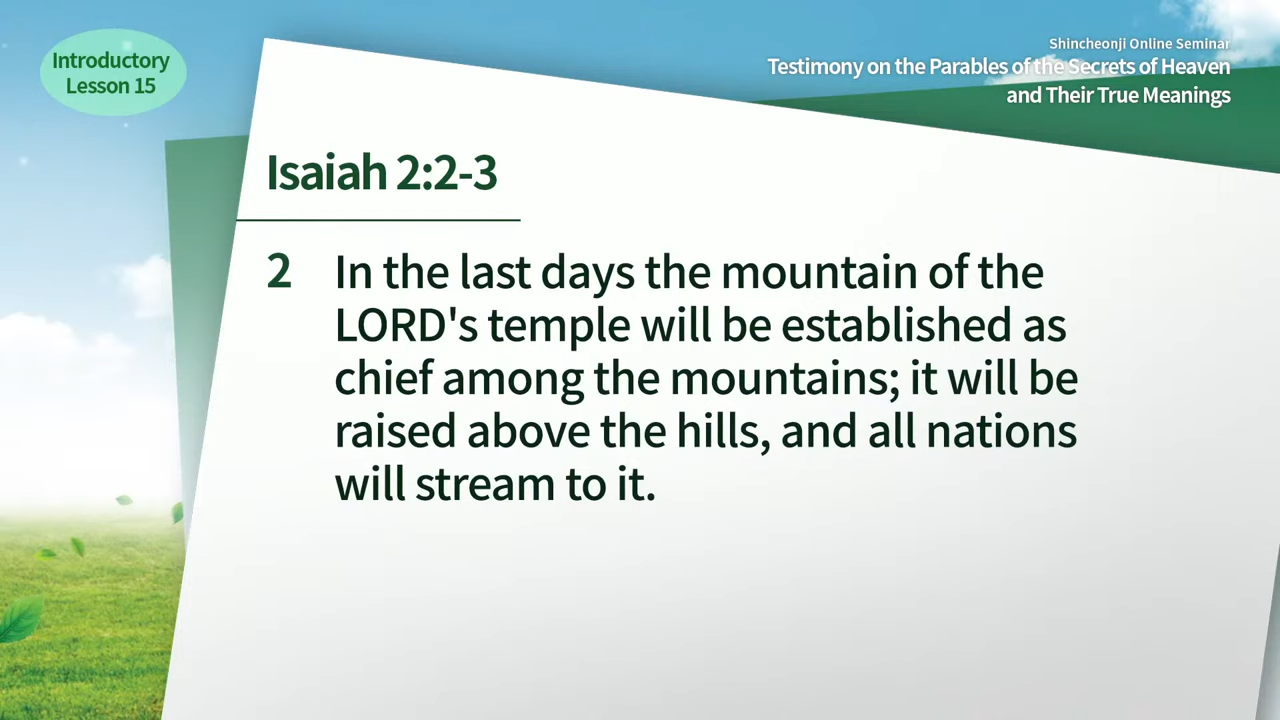 Introductory
Lesson 15
Shincheonji Online Seminar
Testimony on the Parables of the Secrets of Heaven
and Their True Meanings
Isaiah 2:2-3
2 In the last days the mountain of the
LORD's temple will be established as
chief among the mountains; it will be
raised above the hills, and all nations
will stream to it.